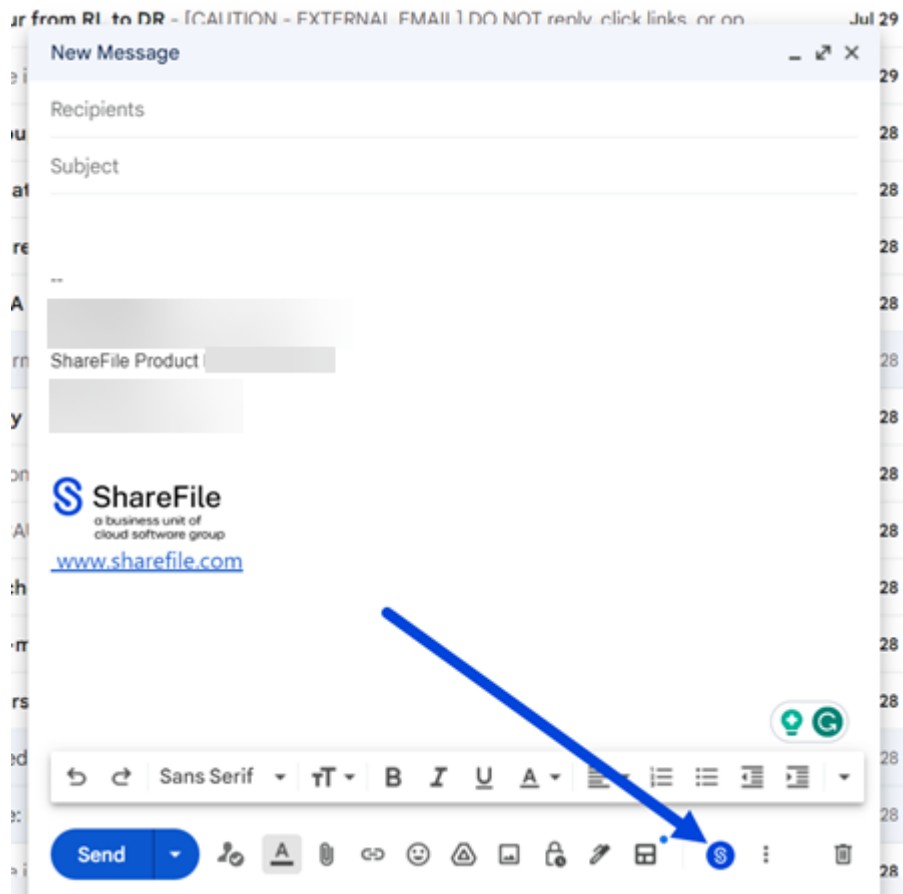 ur from RL to DR - [CAUTION - EXTERNAL EMAIL] DO NOT reply, click links, or op Jul 29
New Message
29
Recipients
28
Subject
28
28
--
28
ShareFile Product
28
28
28
ShareFile
a business unit of
cloud software group
28
www.sharefile.com
28
28
28
Sans Serif
28
28
Send
28